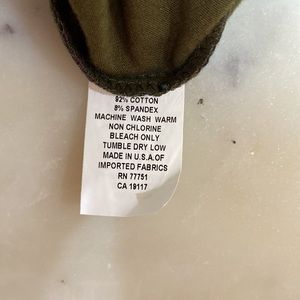 92% COTTON
8% SPANDEX
MACHINE WASH WARM
NON CHLORINE
BLEACH ONLY
TUMBLE DRY LOW
MADE IN U.S.A.OF
IMPORTED FABRICS
RN 77751
CA 19117